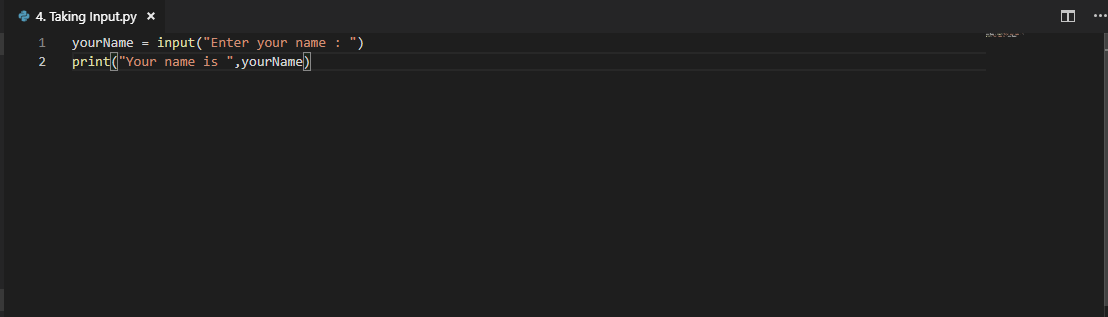 4. Taking Input.py
1 yourName = input("Enter your name : ")
2 print("Your name is ",yourName)